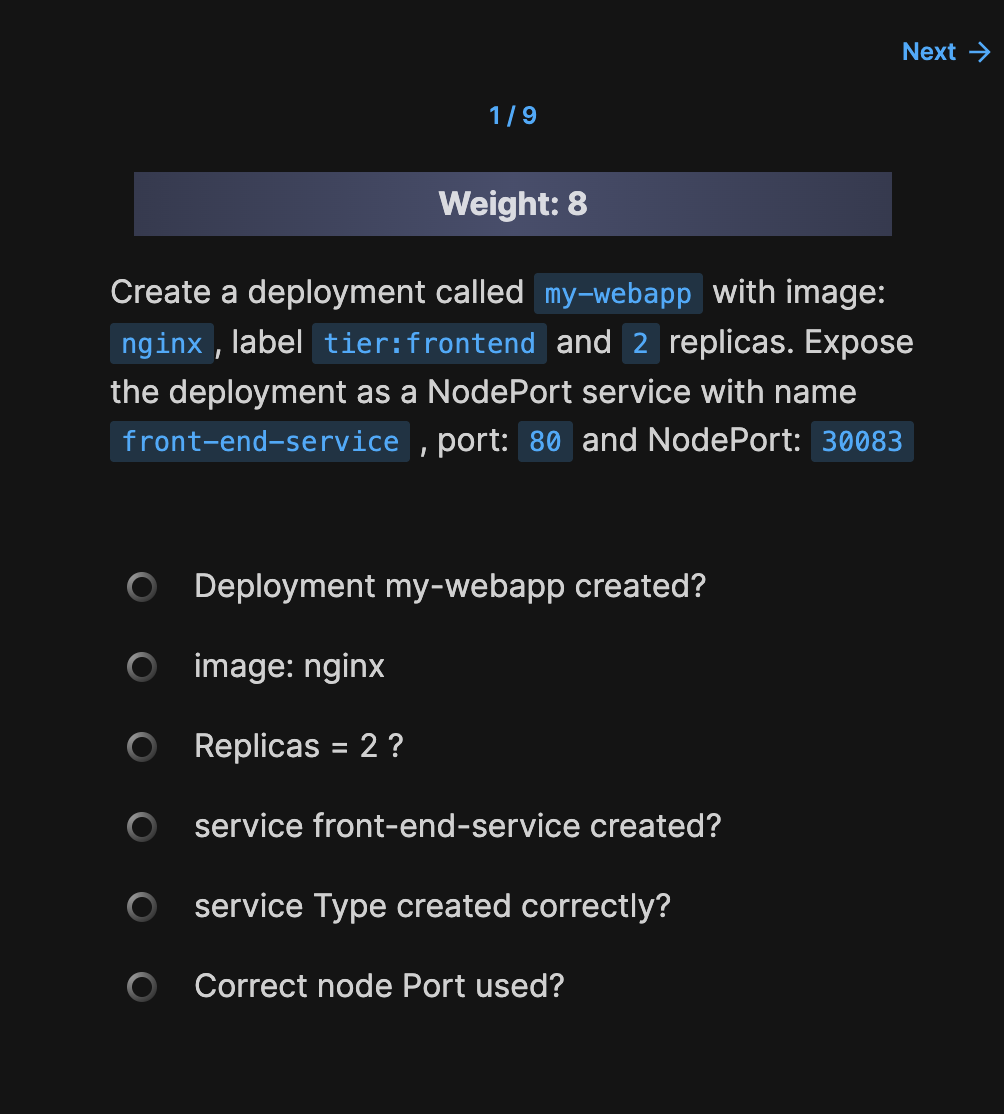 Next →
1 / 9
Weight: 8
Create a deployment called my-webapp with image:
nginx, label tier:frontend and 2 replicas. Expose
the deployment as a NodePort service with name
front-end-service , port: 80 and NodePort: 30083
Deployment my-webapp created?
image: nginx
Replicas = 2 ?
service front-end-service created?
service Type created correctly?
Correct node Port used?